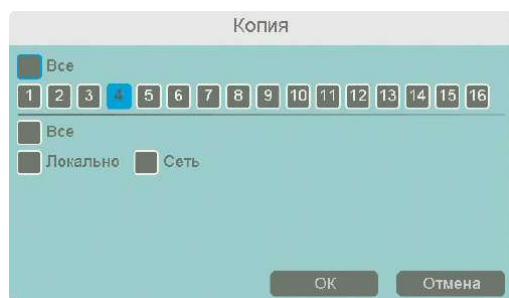 Копия
Все
1 2 3 4 5 6 7 8 9 10 11 12 13 14 15 16
Все
Локально Сеть
ОК Отмена